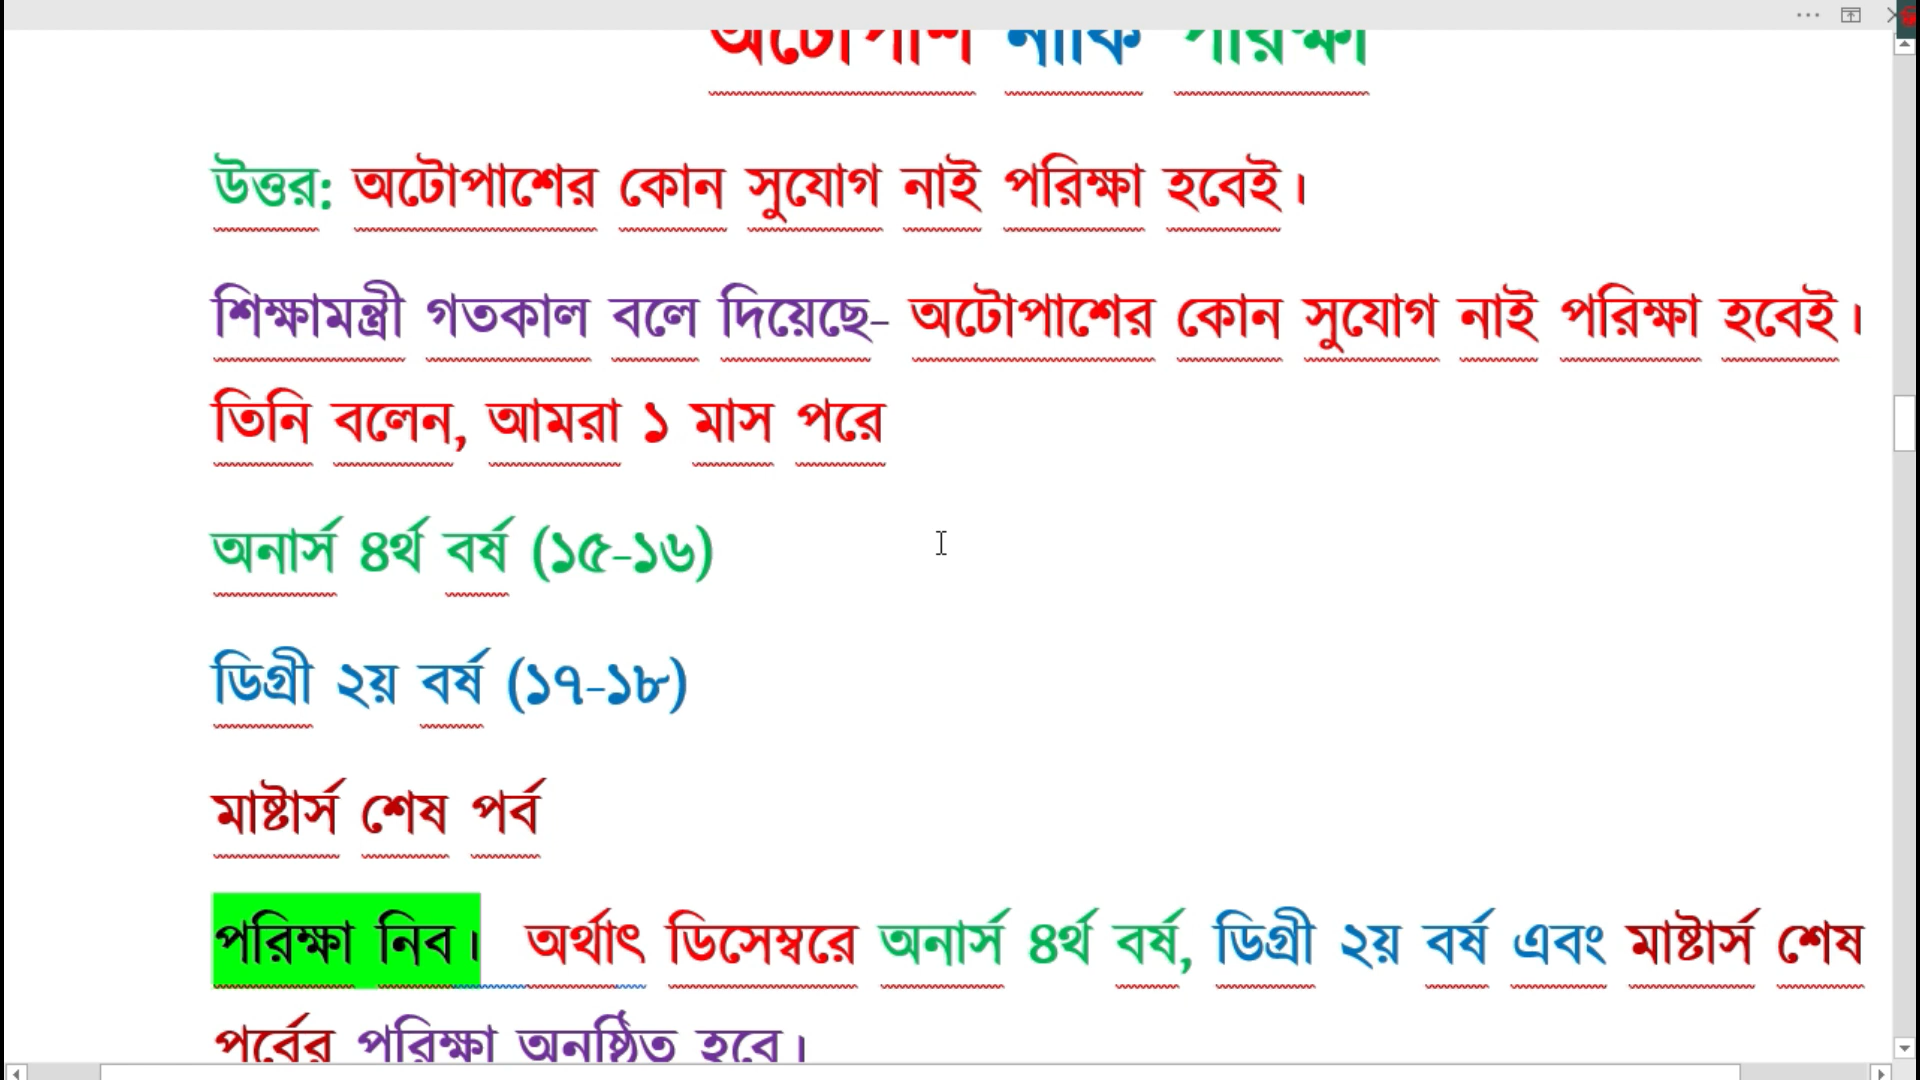 অটোপাশ নাকি পরিক্ষা
উত্তর: অটোপাশের কোন সুযোগ নাই পরিক্ষা হবেই।
শিক্ষামন্ত্রী গতকাল বলে দিয়েছে- অটোপাশের কোন সুযোগ নাই পরিক্ষা হবেই।
তিনি বলেন, আমরা ১ মাস পরে
অনার্স ৪র্থ বর্ষ (১৫-১৬)
ডিগ্রী ২য় বর্ষ (১৭-১৮)
মাষ্টার্স শেষ পর্ব
পরিক্ষা নিব। অর্থাৎ ডিসেম্বরে অনার্স ৪র্থ বর্ষ, ডিগ্রী ২য় বর্ষ এবং মাষ্টার্স শেষ
পর্বের পরিক্ষা অনুষ্ঠিত হবে।